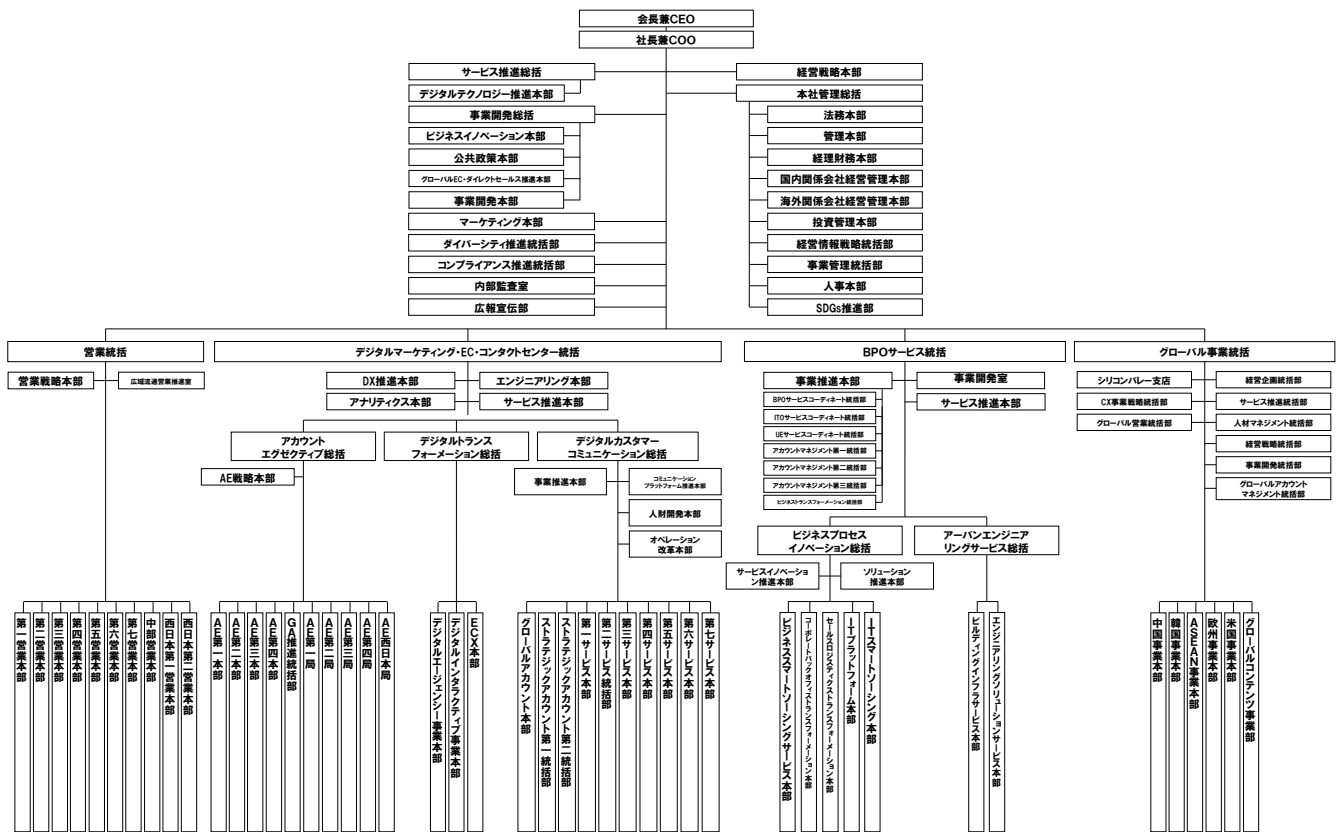 会長兼CEO
社長兼COO
サービス推進総括
経営戦略本部
デジタルテクノロジー推進本部
本社管理総括
事業開発総括
法務本部
ビジネスイノベーション本部
管理本部
公共政策本部
経理財務本部
グローバルEC・ダイレクトセールス推進本部
国内関係会社経営管理本部
事業開発本部
海外関係会社経営管理本部
マーケティング本部
投資管理本部
ダイバーシティ推進統括部
経営情報戦略統括部
コンプライアンス推進統括部
事業管理統括部
内部監査室
人事本部
広報宣伝部
SDGs推進部
営業統括
デジタルマーケティング・EC・コンタクトセンター統括
BPOサービス統括
グローバル事業統括
営業戦略本部
広域流通営業推進室
DX推進本部
エンジニアリング本部
アナリティクス本部
サービス推進本部
事業推進本部
事業開発室
BPOサービスコーディネート統括部
サービス推進本部
ITOサービスコーディネート統括部
UEサービスコーディネート統括部
アカウントマネジメント第一統括部
アカウントマネジメント第二統括部
アカウントマネジメント第三統括部
ビジネストランスフォーメーション統括部
シリコンバレー支店
経営企画統括部
CX事業戦略統括部
サービス推進統括部
グローバル営業統括部
人材マネジメント統括部
経営戦略統括部
事業開発統括部
グローバルアカウント
マネジメント統括部
アカウント
エグゼクティブ総括
デジタルトランス
フォーメーション総括
デジタルカスタマー
コミュニケーション総括
AE戦略本部
事業推進本部
コミュニケーション
プラットフォーム推進本部
人財開発本部
オペレーション
改革本部
ビジネスプロセス
イノベーション総括
アーバンエンジニア
リングサービス総括
サービスイノベーショ
ン推進本部
ソリューション
推進本部
第一営業本部
第二営業本部
第三営業本部
第四営業本部
第五営業本部
第六営業本部
第七営業本部
中部営業本部
西日本第一営業本部
西日本第二営業本部
AE第一本部
AE第二本部
AE第三本部
AE第四本部
GA推進統括部
AE第一局
AE第二局
AE第三局
AE第四局
AE西日本局
デジタルエージェンシー事業本部
デジタルインタラクティブ事業本部
ECX本部
グローバルアカウント本部
ストラテジックアカウント第一統括部
ストラテジックアカウント第二統括部
第一サービス本部
第二サービス統括部
第三サービス本部
第四サービス本部
第五サービス本部
第六サービス本部
第七サービス本部
ビジネススマートソーシングサービス本部
コーポレートバックオフィストランスフォーメーション本部
セールスロジスティクストランスフォーメーション本部
ITプラットフォーム本部
ITスマートソーシング本部
ビルディングインフラサービス本部
エンジニアリングソリューションサービス本部
中国事業本部
韓国事業本部
ASEAN事業本部
欧州事業本部
米国事業本部
グローバルコンテンツ事業部